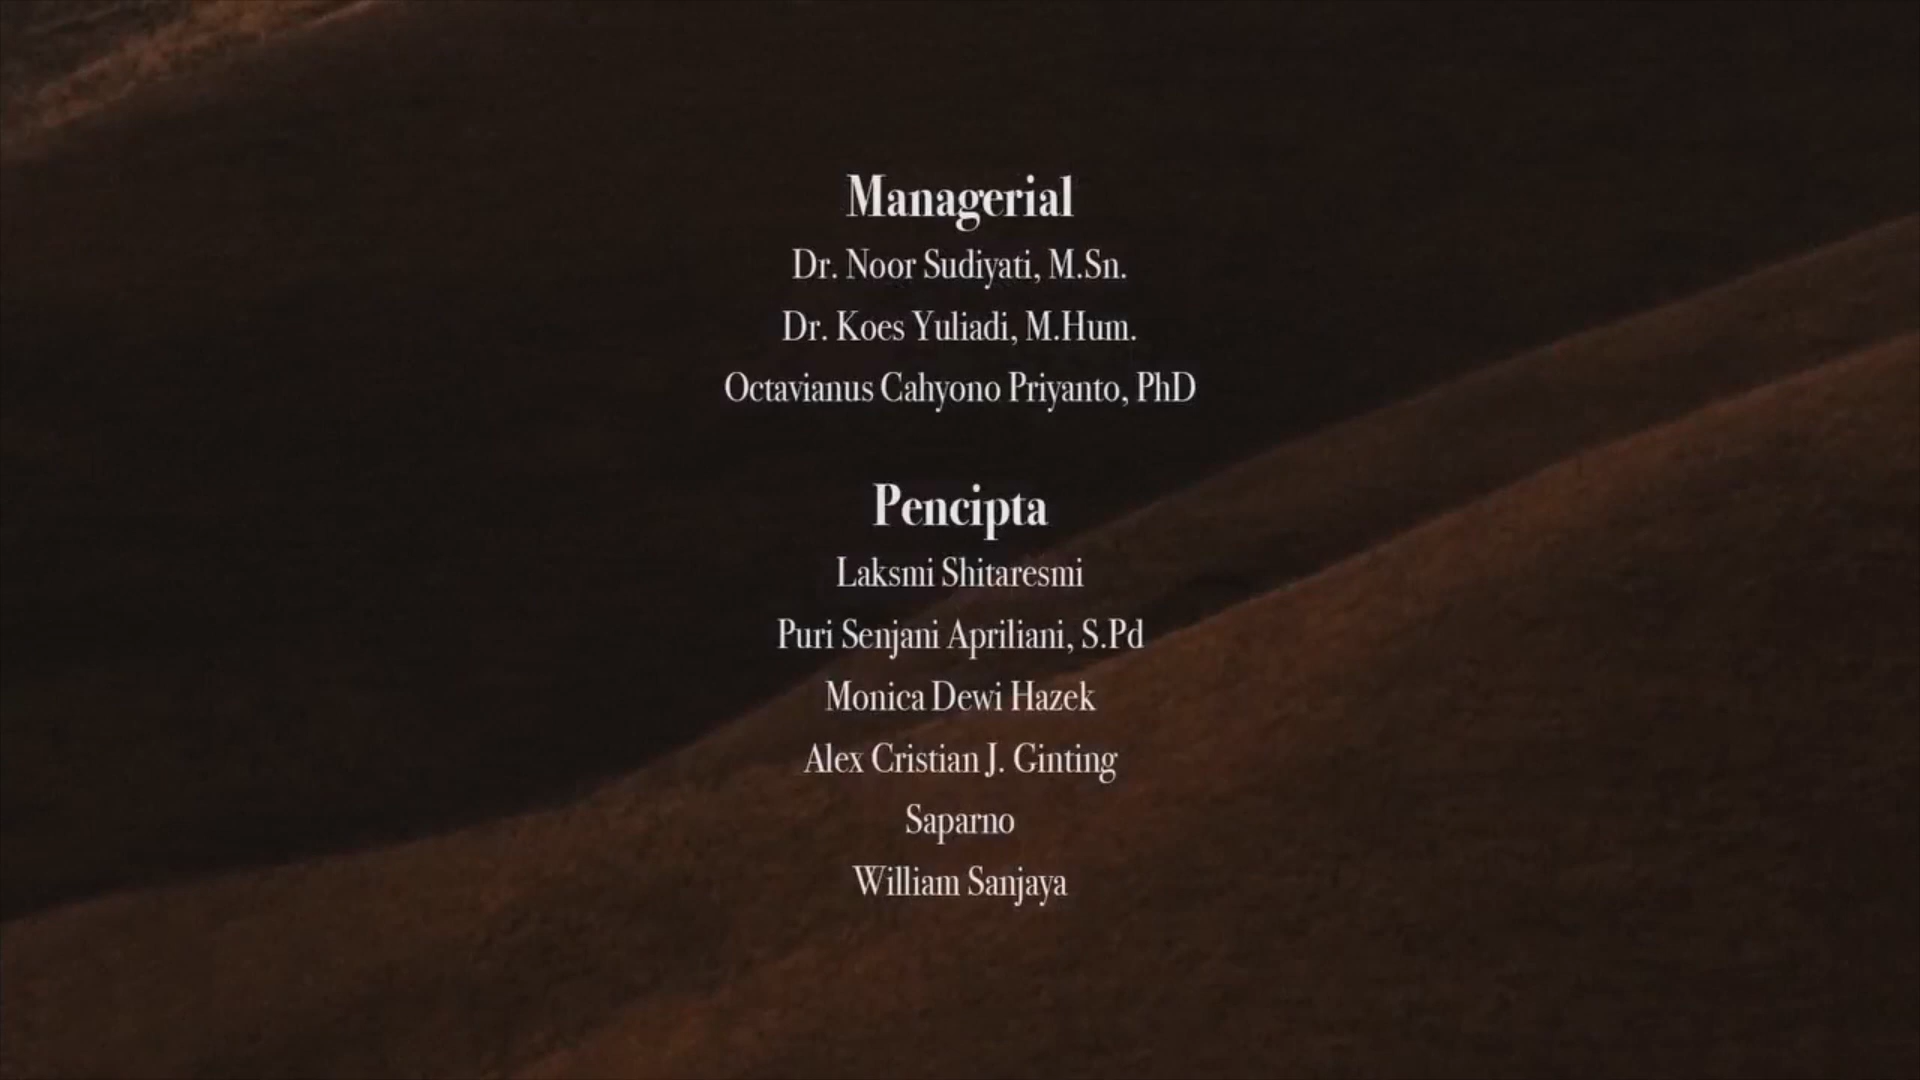 Managerial
Dr. Noor Sudiyati, M.Sn.
Dr. Koes Yuliadi, M.Hum.
Octavianus Cahyono Priyanto, PhD
Pencipta
Laksmi Shitaresmi
Puri Senjani Apriliani, S.Pd
Monica Dewi Hazek
Alex Cristian J. Ginting
Saparno
William Sanjaya